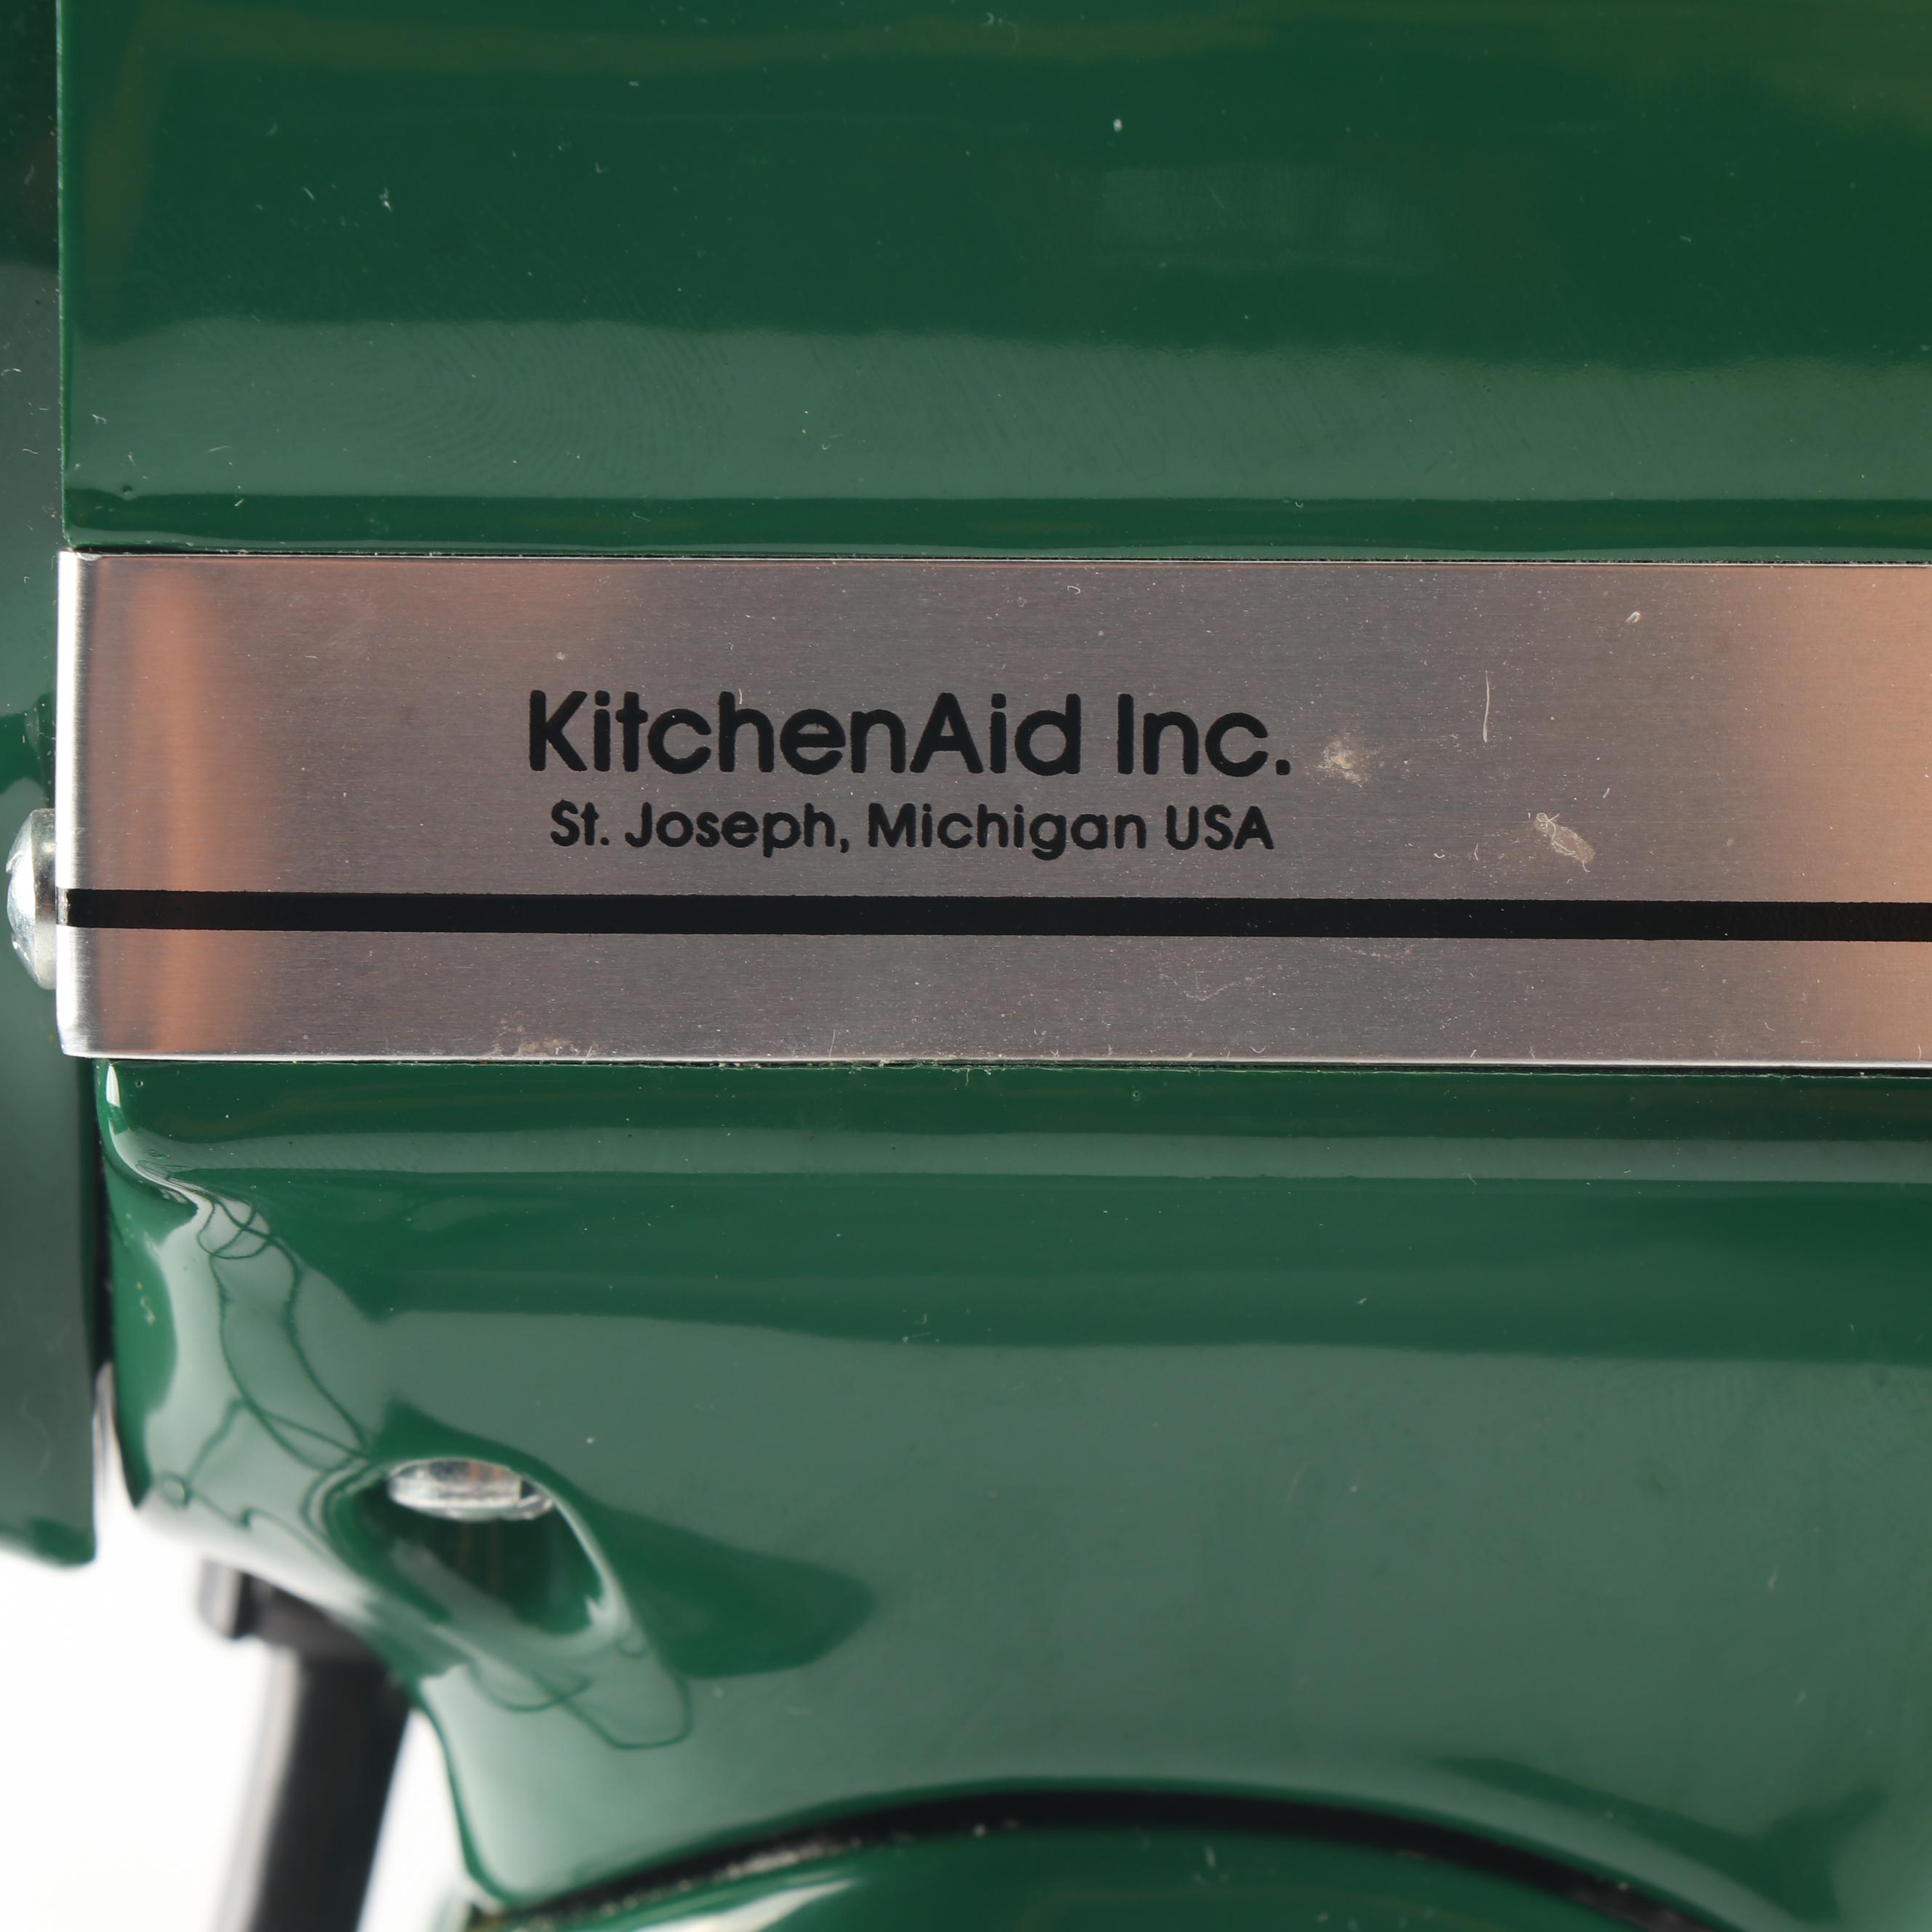 KitchenAid Inc.
St. Joseph, Michigan USA